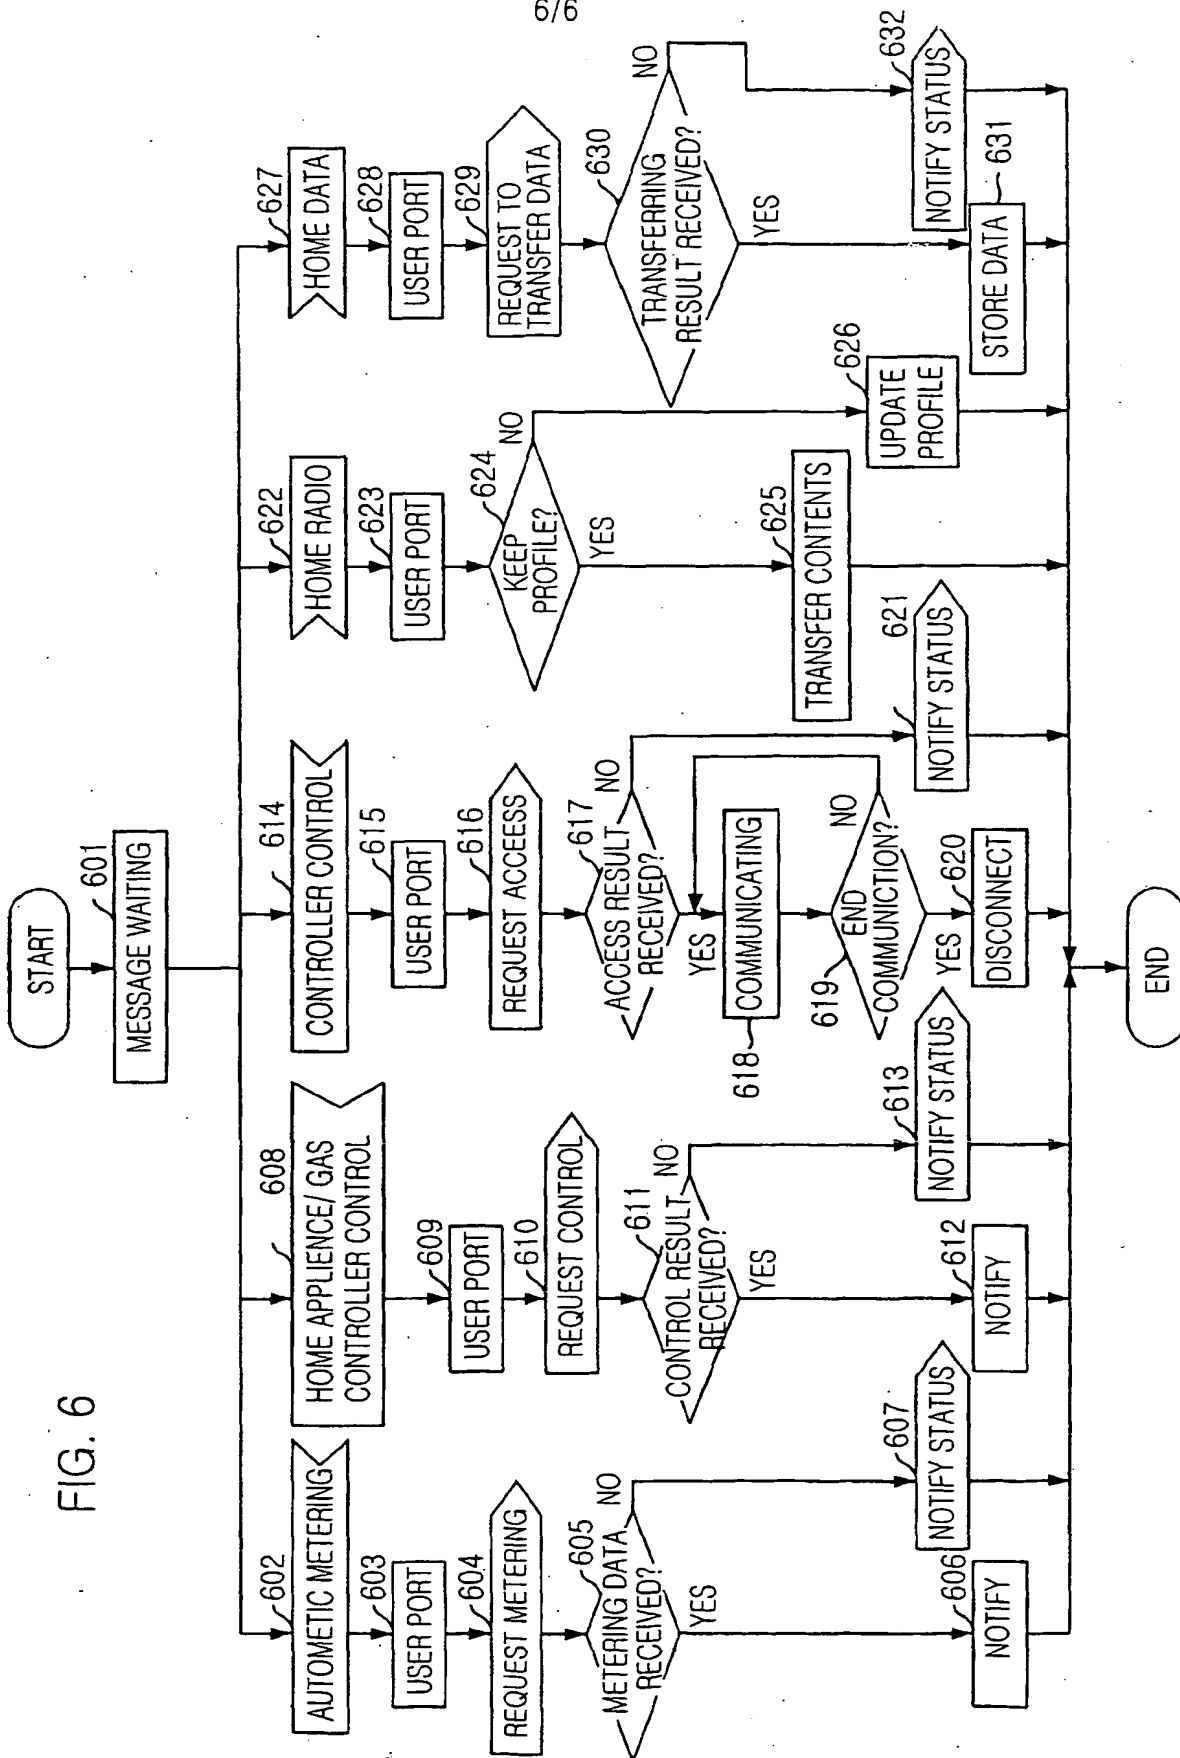 6/6
FIG. 6
START
601
MESSAGE WAITING
602
AUTOMETIC METERING
603
USER PORT
604
REQUEST METERING
605
METERING DATA
RECEIVED?
NO
YES
606
NOTIFY
607
NOTIFY STATUS
608
HOME APPLIENCE/ GAS
CONTROLLER CONTROL
609
USER PORT
610
REQUEST CONTROL
611
CONTROL RESULT
RECEIVED?
NO
YES
612
NOTIFY
613
NOTIFY STATUS
614
CONTROLLER CONTROL
615
USER PORT
616
REQUEST ACCESS
617
ACCESS RESULT
RECEIVED?
NO
YES
618
COMMUNICATING
619
END
COMMUNICTION?
NO
YES
620
DISCONNECT
621
NOTIFY STATUS
622
HOME RADIO
623
USER PORT
624
KEEP
PROFILE?
NO
YES
625
TRANSFER CONTENTS
626
UPDATE
PROFILE
627
HOME DATA
628
USER PORT
629
REQUEST TO
TRANSFER DATA
630
TRANSFERRING
RESULT RECEIVED?
NO
YES
631
STORE DATA
632
NOTIFY STATUS
END